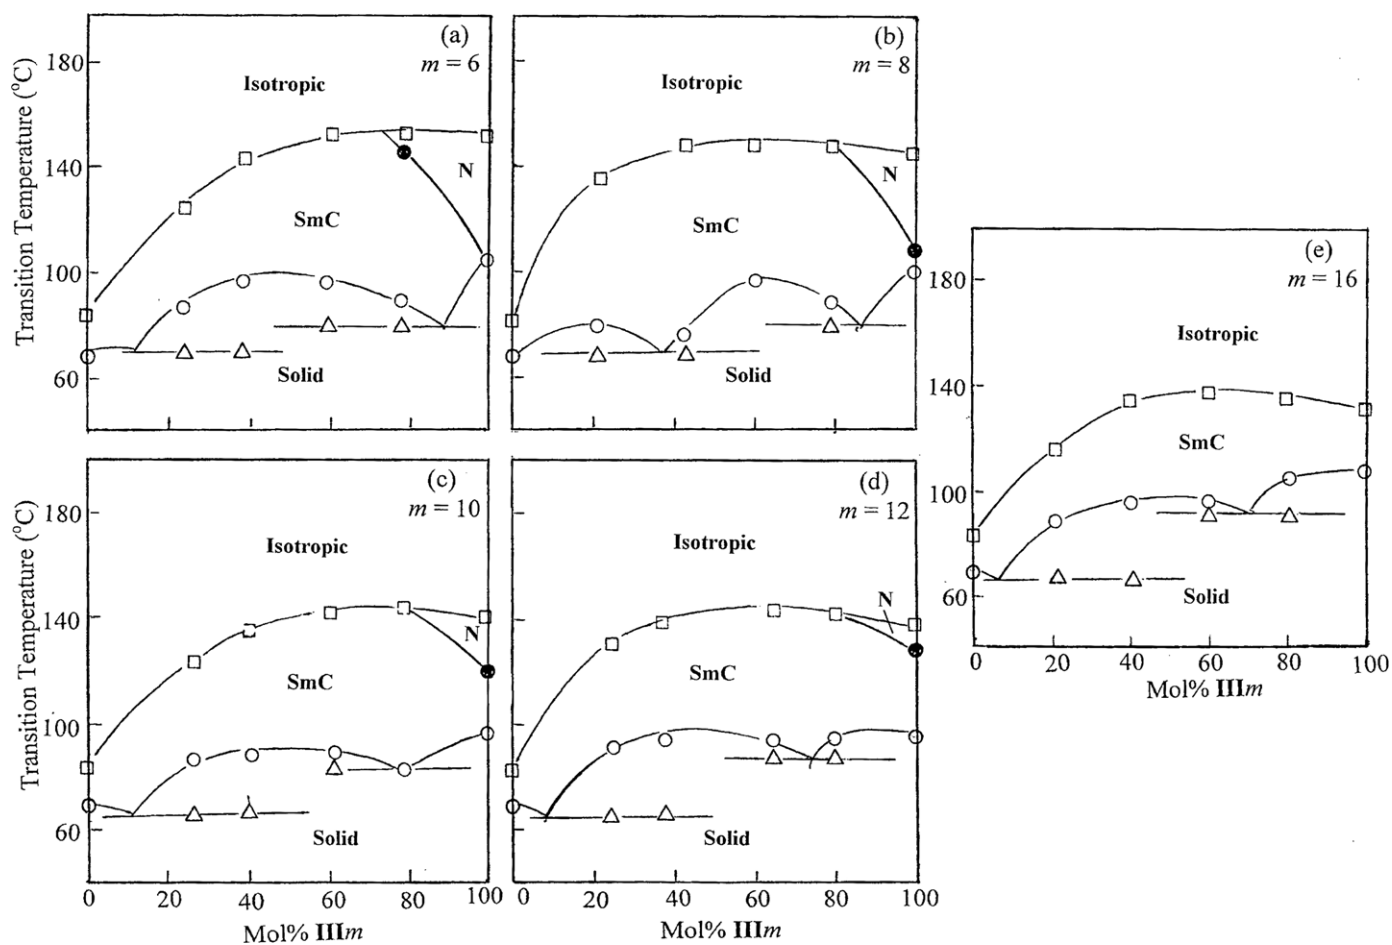 (a)
m = 6
Isotropic
N
SmC
Solid
180
140
100
60
Transition Temperature (°C)
(b)
m = 8
Isotropic
N
SmC
Solid
(c)
m = 10
Isotropic
N
SmC
Solid
180
140
100
60
Transition Temperature (°C)
0 20 40 60 80 100
Mol% IIIm
(d)
m = 12
Isotropic
N
SmC
Solid
0 20 40 60 80 100
Mol% IIIm
(e)
m = 16
Isotropic
SmC
Solid
180
140
100
60
0 20 40 60 80 100
Mol% IIIm